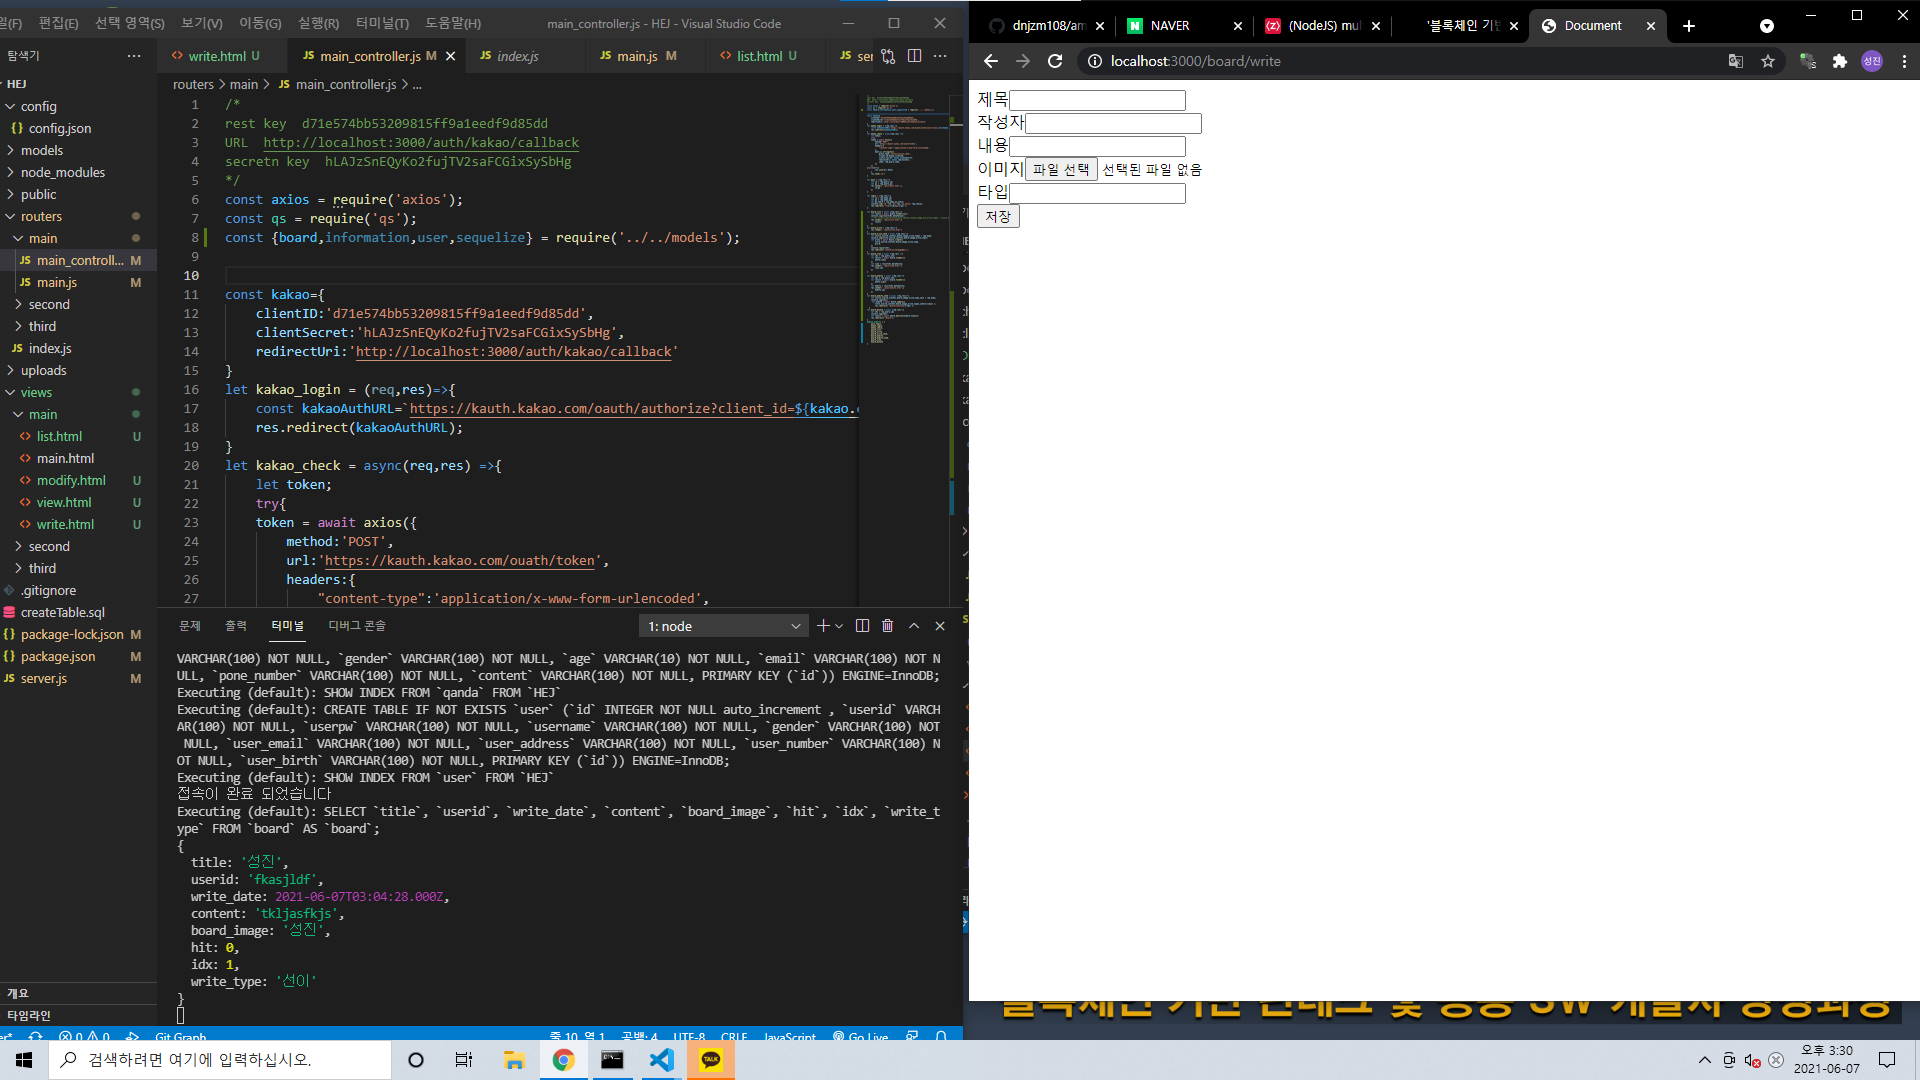 일(F) 편집(E) 선택 영역(S) 보기(V) 이동(G) 실행(R) 터미널(T) 도움말(H) main_controller.js - HEJ - Visual Studio Code
탐색기
write.html U
main_controller.js M
index.js
main.js M
list.html U
routers > main > JS main_controller.js > ...
HEJ
config
config.json
models
node_modules
public
routers
main
main_controll... M
main.js M
second
third
index.js
uploads
views
main
list.html U
main.html
modify.html U
view.html U
write.html U
second
third
.gitignore
createTable.sql
package-lock.json M
package.json M
server.js M
개요
타임라인
1 /*
2 rest key d71e574bb53209815ff9a1eedf9d85dd
3 URL http://localhost:3000/auth/kakao/callback
4 secretn key hLAJzSnEQyKo2fujTV2saFCGixSySbHg
5 */
6 const axios = require('axios');
7 const qs = require('qs');
8 const {board,information,user,sequelize} = require('../../models');
9
10
11 const kakao={
12 clientID:'d71e574bb53209815ff9a1eedf9d85dd',
13 clientSecret:'hLAJzSnEQyKo2fujTV2saFCGixSySbHg',
14 redirectUri:'http://localhost:3000/auth/kakao/callback'
15 }
16 let kakao_login = (req,res)=>{
17 const kakaoAuthURL=`https://kauth.kakao.com/oauth/authorize?client_id=${kakao.
18 res.redirect(kakaoAuthURL);
19 }
20 let kakao_check = async(req,res) =>{
21 let token;
22 try{
23 token = await axios({
24 method:'POST',
25 url:'https://kauth.kakao.com/ouath/token',
26 headers:{
27 "content-type":'application/x-www-form-urlencoded',
문제 출력 터미널 디버그 콘솔 1: node
VARCHAR(100) NOT NULL, `gender` VARCHAR(100) NOT NULL, `age` VARCHAR(10) NOT NULL, `email` VARCHAR(100) NOT N
ULL, `pone_number` VARCHAR(100) NOT NULL, `content` VARCHAR(100) NOT NULL, PRIMARY KEY (`id`)) ENGINE=InnoDB;
Executing (default): SHOW INDEX FROM `qanda` FROM `HEJ`
Executing (default): CREATE TABLE IF NOT EXISTS `user` (`id` INTEGER NOT NULL auto_increment , `userid` VARCH
AR(100) NOT NULL, `userpw` VARCHAR(100) NOT NULL, `username` VARCHAR(100) NOT NULL, `gender` VARCHAR(100) NOT
NULL, `user_email` VARCHAR(100) NOT NULL, `user_address` VARCHAR(100) NOT NULL, `user_number` VARCHAR(100) N
OT NULL, `user_birth` VARCHAR(100) NOT NULL, PRIMARY KEY (`id`)) ENGINE=InnoDB;
Executing (default): SHOW INDEX FROM `user` FROM `HEJ`
접속이 완료 되었습니다
Executing (default): SELECT `title`, `userid`, `write_date`, `content`, `board_image`, `hit`, `idx`, `write_t
ype` FROM `board` AS `board`;
{
title: '성진',
userid: 'fkasjldf',
write_date: 2021-06-07T03:04:28.000Z,
content: 'tkljasfkjs',
board_image: '성진',
hit: 0,
idx: 1,
write_type: '선이'
}
0 0 Git Graph 줄 10, 열 1 공백: 4 UTF-8 CRLF JavaScript Go Live
dnjzm108/am
NAVER
(NodeJS) mul
'블록체인 기반
Document
localhost:3000/board/write
성진
제목
작성자
내용
이미지 파일 선택 선택된 파일 없음
타입
저장
검색하려면 여기에 입력하십시오.
TALK
오후 3:30
2021-06-07